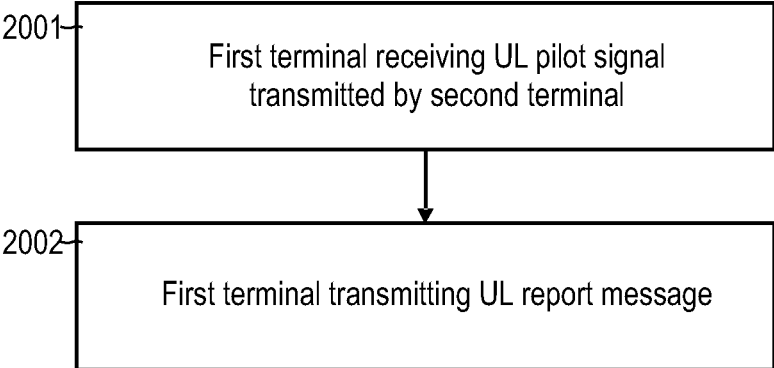 2001
First terminal receiving UL pilot signal
transmitted by second terminal
2002
First terminal transmitting UL report message